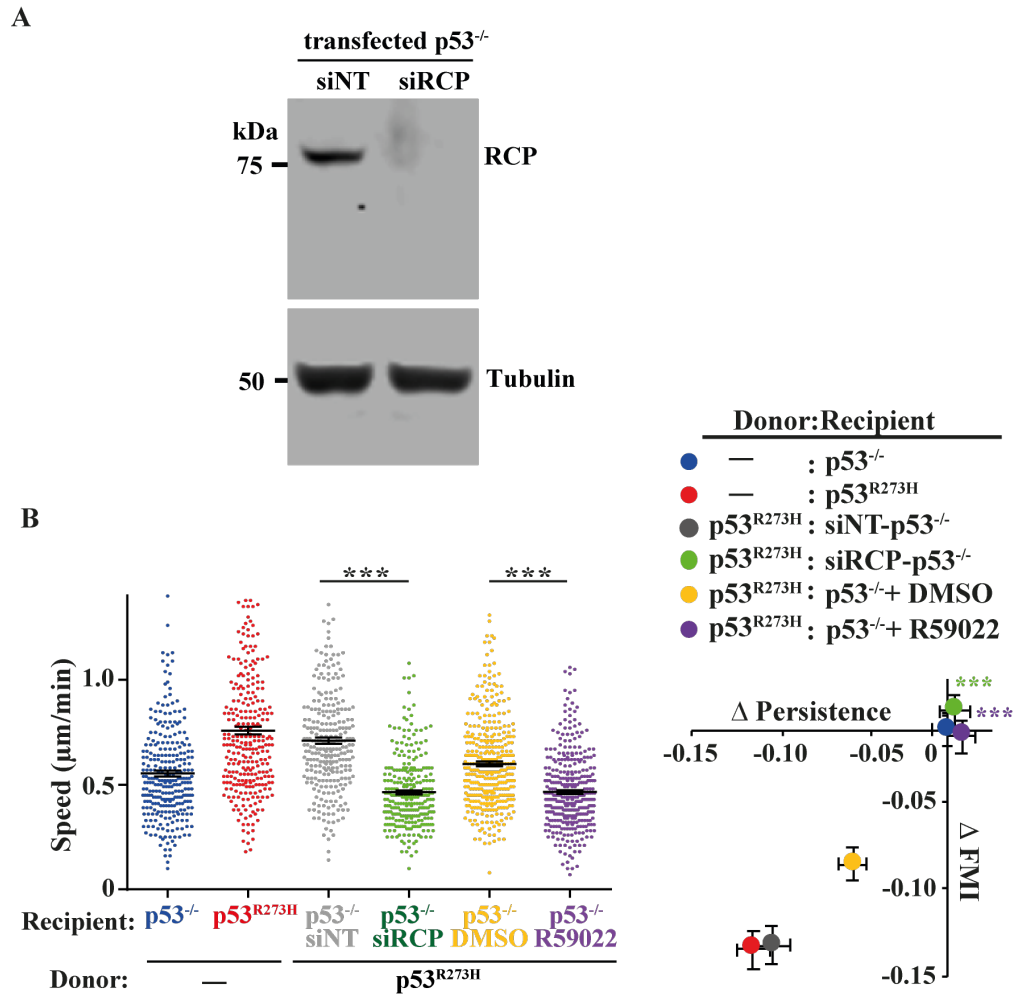 A
transfected p53-/-
siNT siRCP
kDa
75
RCP
50
Tubulin
Donor:Recipient
— : p53-/-
— : p53R273H
p53R273H : siNT-p53-/-
p53R273H : siRCP-p53-/-
p53R273H : p53-/-+ DMSO
p53R273H : p53-/-+ R59022
B
*** ***
Speed (µm/min)
1.0
0.5
0
Recipient: p53-/- p53R273H p53-/- siNT p53-/- siRCP p53-/- DMSO p53-/- R59022
Donor: — p53R273H
***
***
Δ Persistence
-0.15 -0.10 -0.05 0
-0.05
-0.10
-0.15
Δ FMI